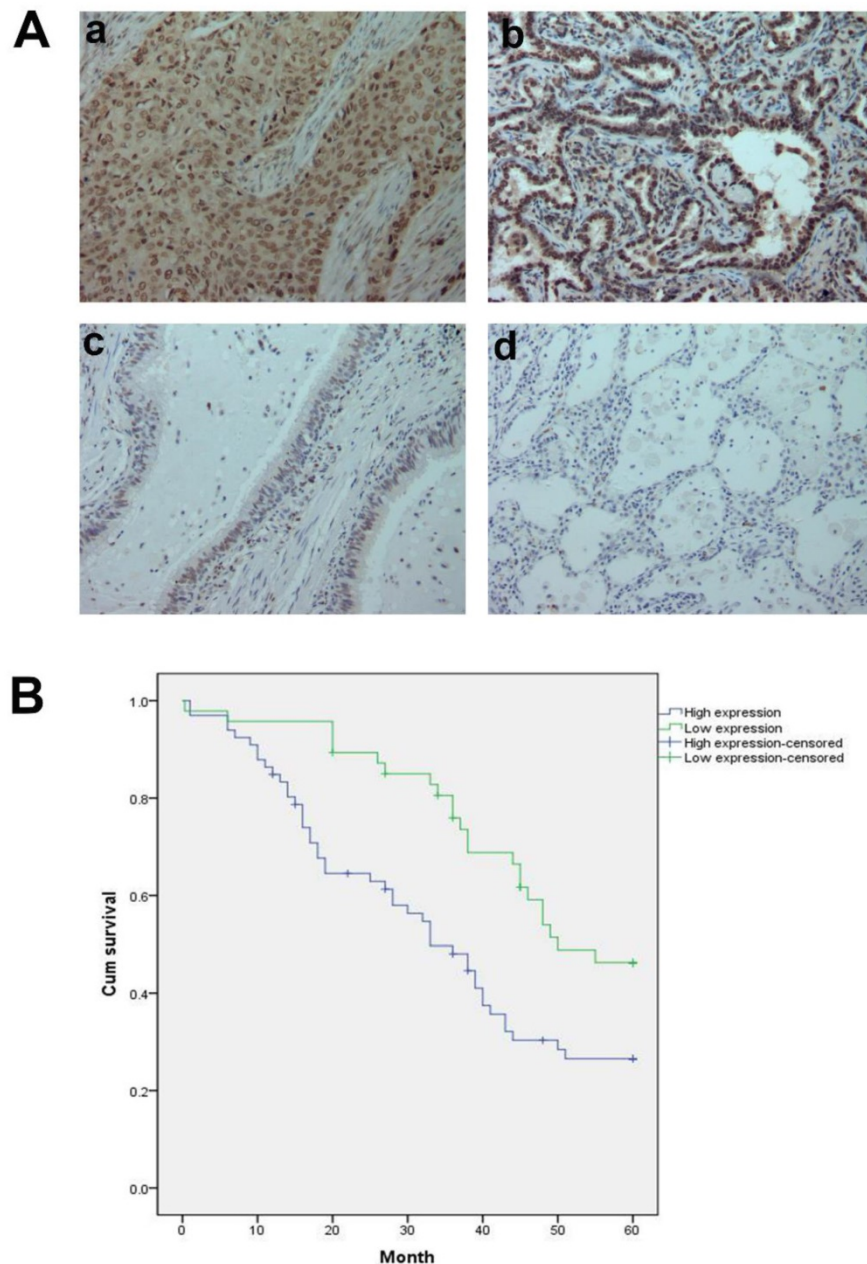 A
a
b
c
d
B
1.0
0.8
0.6
0.4
0.2
0.0
Cum survival
0
10
20
30
40
50
60
Month
High expression
Low expression
High expression-censored
Low expression-censored